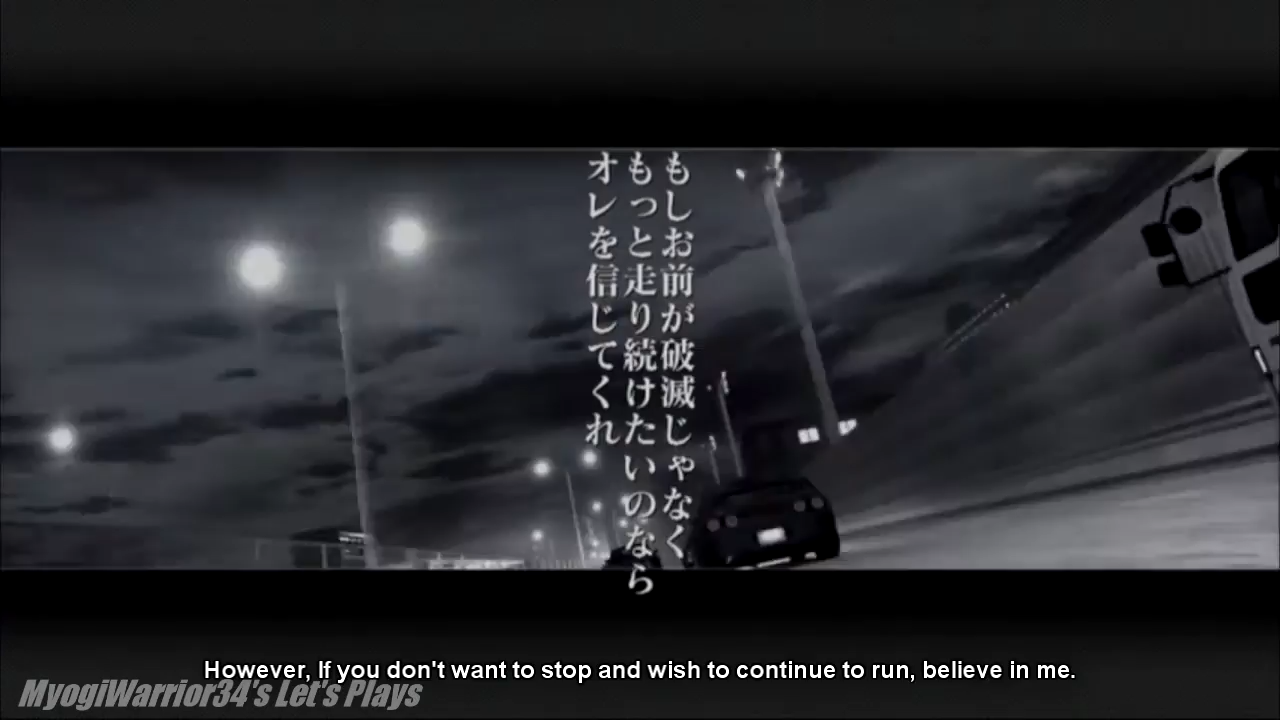 もしお前が破滅じゃなく
もっと走り続けたいのなら
オレを信じてくれ
However, If you don't want to stop and wish to continue to run, believe in me.
MyogiWarrior34's Let's Plays